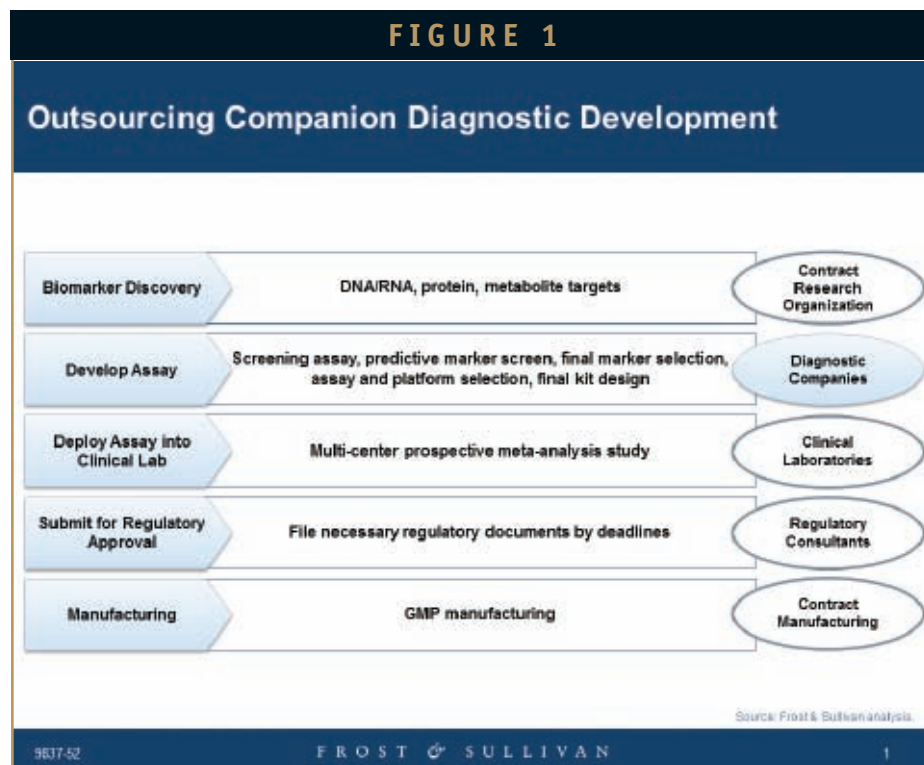 FIGURE 1
Outsourcing Companion Diagnostic Development
Biomarker Discovery
DNA/RNA, protein, metabolite targets
Contract
Research
Organization
Develop Assay
Screening assay, predictive marker screen, final marker selection,
assay and platform selection, final kit design
Diagnostic
Companies
Deploy Assay into
Clinical Lab
Multi-center prospective meta-analysis study
Clinical
Laboratories
Submit for Regulatory
Approval
File necessary regulatory documents by deadlines
Regulatory
Consultants
Manufacturing
GMP manufacturing
Contract
Manufacturing
Source: Frost & Sullivan analysis.
9837-52
FROST & SULLIVAN
1